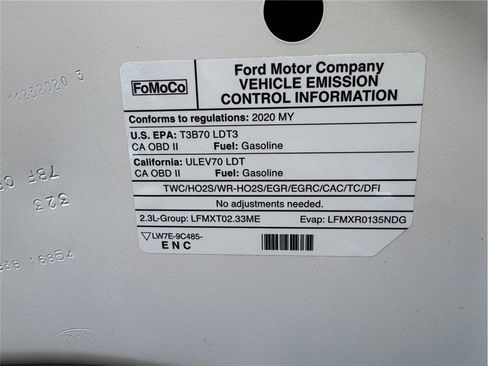 FoMoCo
Ford Motor Company
VEHICLE EMISSION
CONTROL INFORMATION
Conforms to regulations: 2020 MY
U.S. EPA: T3B70 LDT3
CA OBD II Fuel: Gasoline
California: ULEV70 LDT
CA OBD II Fuel: Gasoline
TWC/HO2S/WR-HO2S/EGR/EGRC/CAC/TC/DFI
No adjustments needed.
2.3L-Group: LFMXT02.33ME Evap: LFMXR0135NDG
LW7E-9C485-
ENC
323